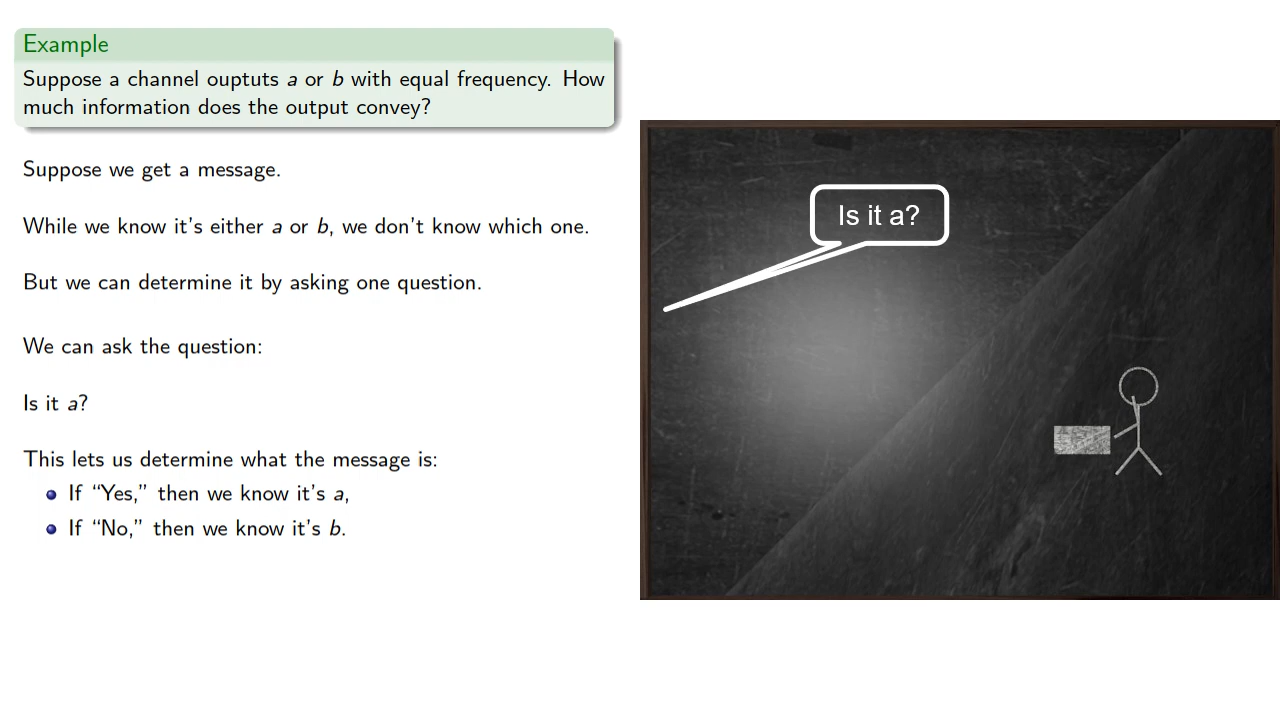 Example
Suppose a channel ouptuts a or b with equal frequency. How
much information does the output convey?
Suppose we get a message.
While we know it's either a or b, we don't know which one.
But we can determine it by asking one question.
We can ask the question:
Is it a?
This lets us determine what the message is:
If “Yes,” then we know it's a,
If “No,” then we know it's b.
Is it a?